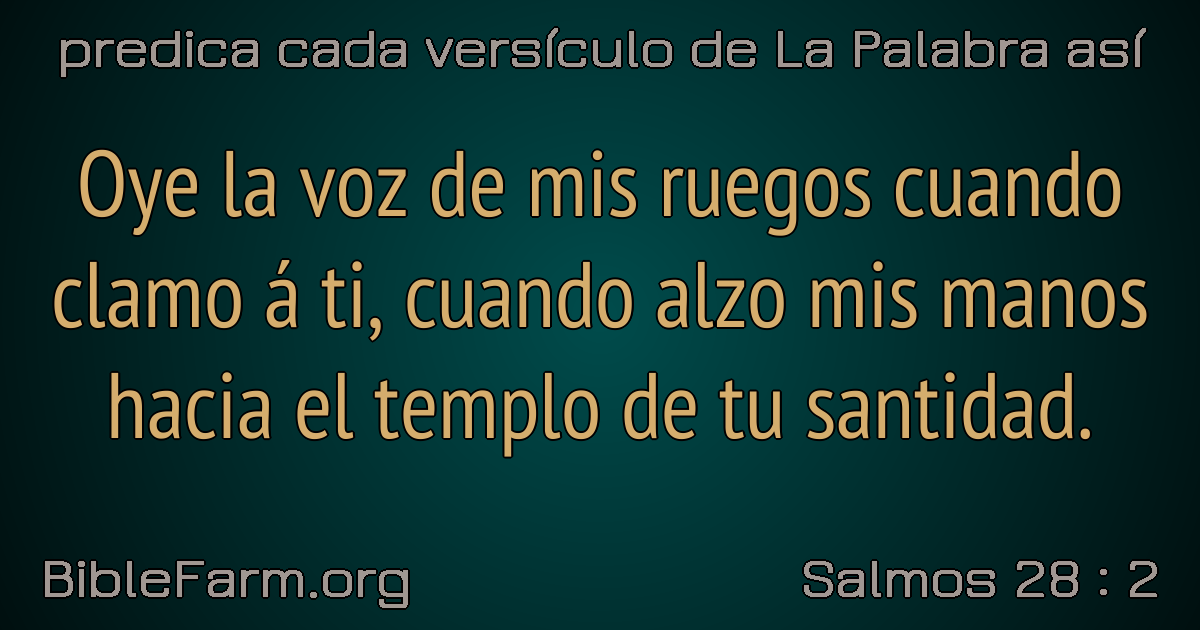 predica cada versículo de La Palabra así
Oye la voz de mis ruegos cuando
clamo á ti, cuando alzo mis manos
hacia el templo de tu santidad.
BibleFarm.org
Salmos 28 : 2